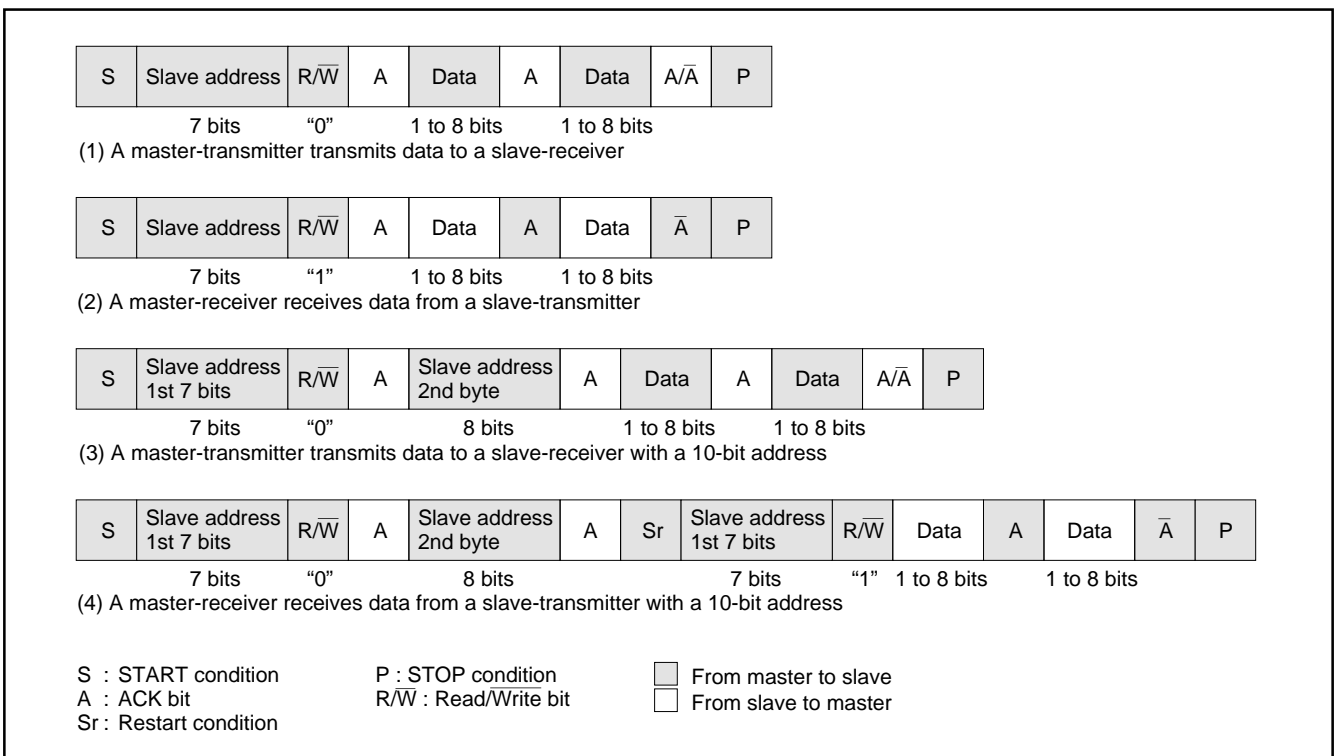 S Slave address R/W̅ A Data A Data A/A̅ P
7 bits “0” 1 to 8 bits 1 to 8 bits
(1) A master-transmitter transmits data to a slave-receiver
S Slave address R/W̅ A Data A Data A̅ P
7 bits “1” 1 to 8 bits 1 to 8 bits
(2) A master-receiver receives data from a slave-transmitter
S Slave address 1st 7 bits R/W̅ A Slave address 2nd byte A Data A Data A/A̅ P
7 bits “0” 8 bits 1 to 8 bits 1 to 8 bits
(3) A master-transmitter transmits data to a slave-receiver with a 10-bit address
S Slave address 1st 7 bits R/W̅ A Slave address 2nd byte A Sr Slave address 1st 7 bits R/W̅ Data A Data A̅ P
7 bits “0” 8 bits 7 bits “1” 1 to 8 bits 1 to 8 bits
(4) A master-receiver receives data from a slave-transmitter with a 10-bit address
S : START condition P : STOP condition From master to slave
A : ACK bit R/W̅ : Read/W̅r̅i̅t̅e̅ bit From slave to master
Sr : Restart condition